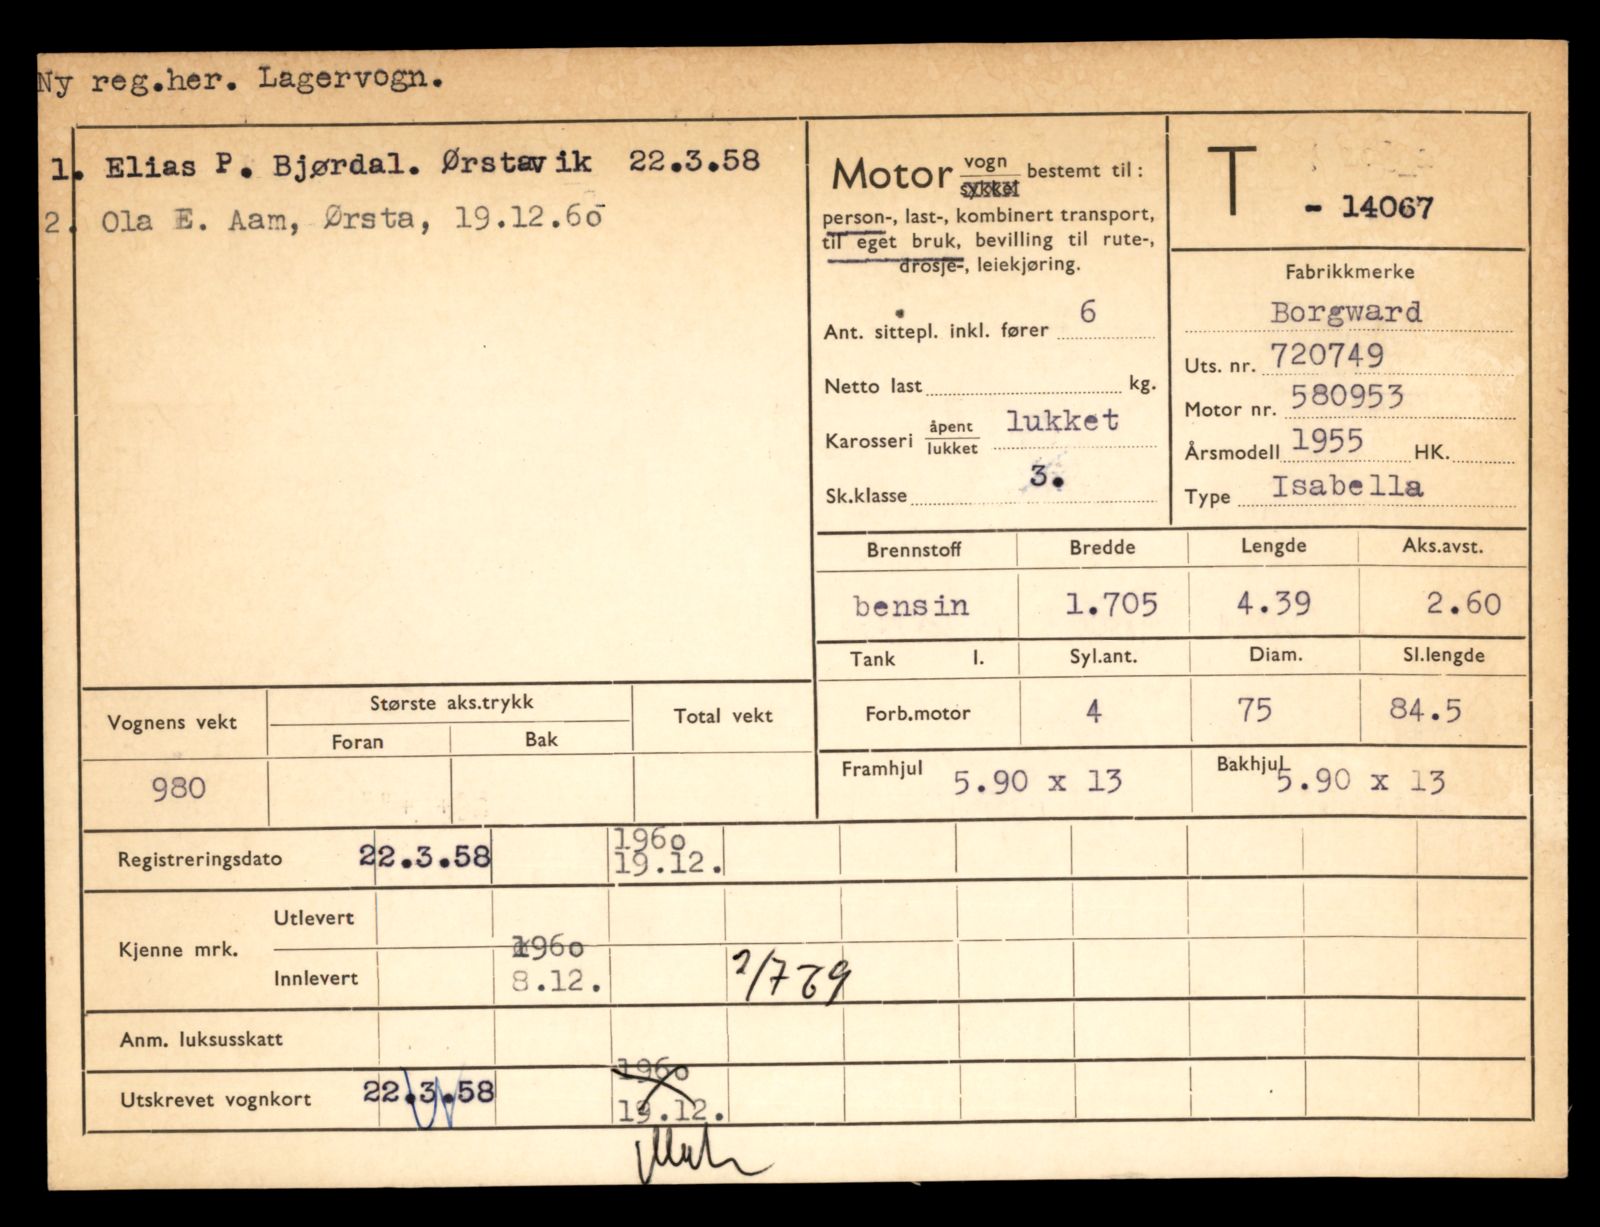 Ny reg.her. Lagervogn.
1. Elias P. Bjørdal. Ørstavik 22.3.58
2. Ola E. Aam, Ørsta, 19.12.60
Motor vogn / sykkel bestemt til :
person-, last-, kombinert transport,
til eget bruk, bevilling til rute-,
drosje-, leiekjøring.
Ant. sittepl. inkl. fører 6
Netto last kg.
Karosseri åpent / lukket lukket
Sk.klasse 3.
T - 14067
Fabrikkmerke
Borgward
Uts. nr. 720749
Motor nr. 580953
Årsmodell 1955 HK.
Type Isabella
Brennstoff Bredde Lengde Aks.avst.
bensin 1.705 4.39 2.60
Tank l. Syl.ant. Diam. Sl.lengde
Forb.motor 4 75 84.5
Framhjul 5.90 x 13 Bakhjul 5.90 x 13
Vognens vekt Største aks.trykk Total vekt
Foran Bak
980
Registreringsdato 22.3.58 1960
19.12.
Kjenne mrk.
Utlevert
1960
Innlevert 8.12.
Anm. luksusskatt
1960
Utskrevet vognkort 22.3.58 19.12.